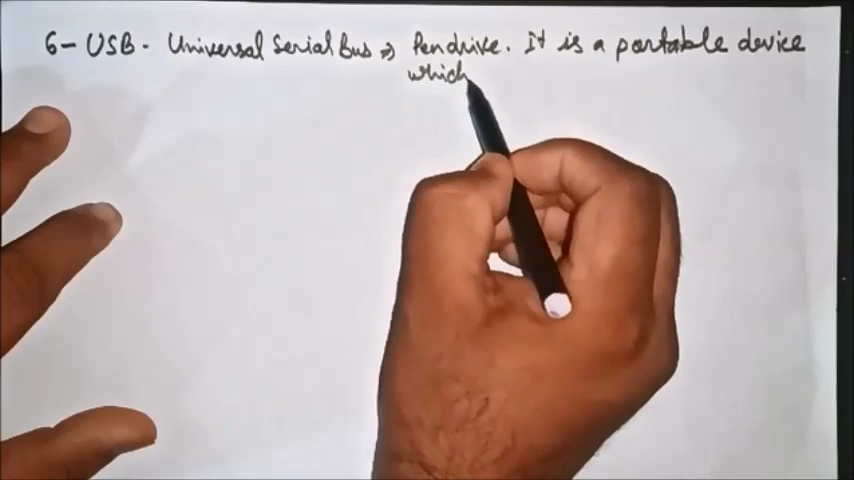 6- USB - Universal Serial Bus ⇒ Pendrive. It is a portable device
which